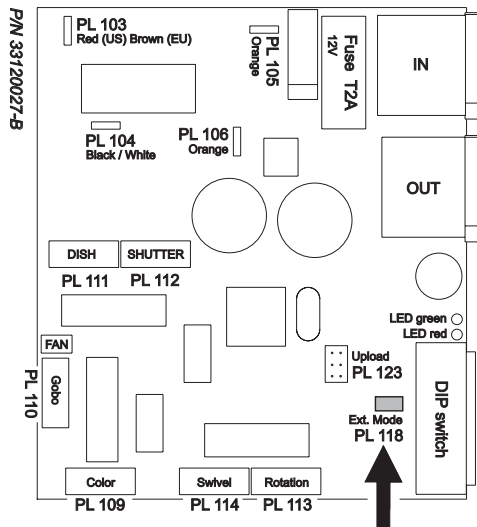 P/N 33120027-B
PL 103
Red (US) Brown (EU)
PL 105
Orange
Fuse T2A
12V
IN
PL 104
Black / White
PL 106
Orange
OUT
DISH
SHUTTER
PL 111
PL 112
LED green
LED red
FAN
Gobo
PL 110
Upload
PL 123
Ext. Mode
PL 118
DIP switch
Color
Swivel
Rotation
PL 109
PL 114
PL 113